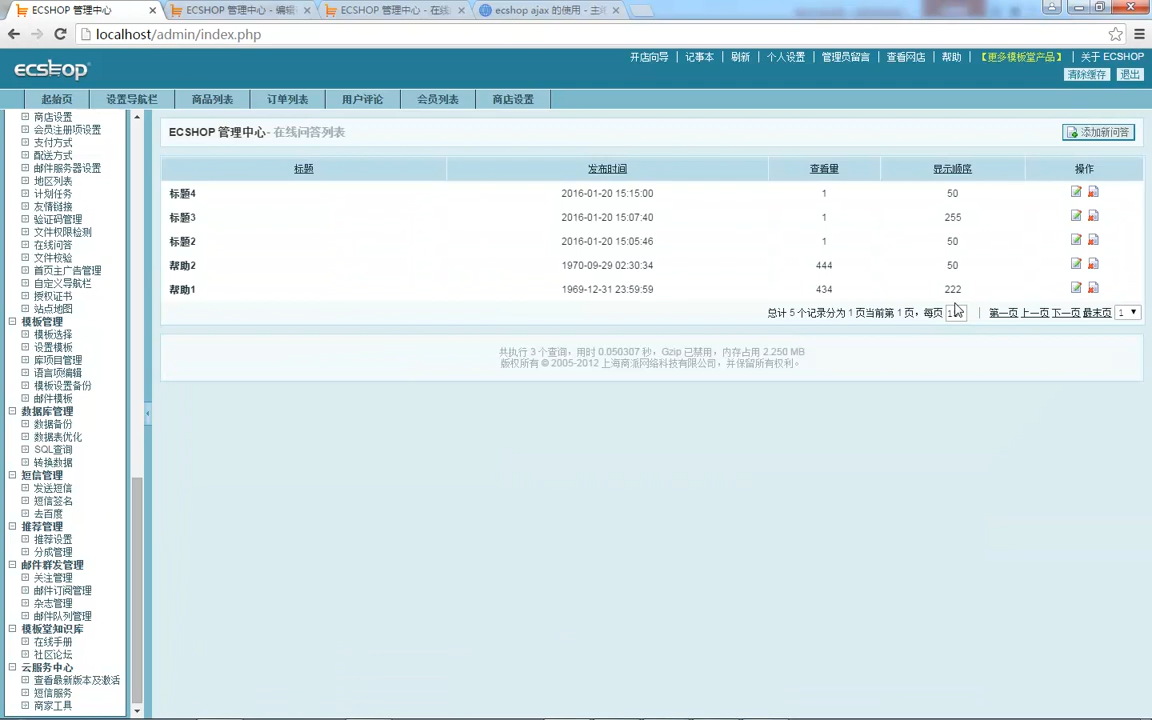 ECSHOP 管理中心
ECSHOP 管理中心 - 编辑
ECSHOP 管理中心 - 在线
ecshop ajax 的使用 - 主
localhost/admin/index.php
ecshop
开店向导 | 记事本 | 刷新 | 个人设置 | 管理员留言 | 查看网店 | 帮助 | 【更多模板堂产品】 | 关于 ECSHOP
清除缓存 退出
起始页 设置导航栏 商品列表 订单列表 用户评论 会员列表 商店设置
商店设置
会员注册项设置
支付方式
配送方式
邮件服务器设置
地区列表
计划任务
友情链接
验证码管理
文件权限检测
在线问答
文件校验
首页主广告管理
自定义导航栏
授权证书
站点地图
模板管理
模板选择
设置模板
库项目管理
语言项编辑
模板设置备份
邮件模板
数据库管理
数据备份
数据表优化
SQL查询
转换数据
短信管理
发送短信
短信签名
去百度
推荐管理
推荐设置
分成管理
邮件群发管理
关注管理
邮件订阅管理
杂志管理
邮件队列管理
模板堂知识库
在线手册
社区论坛
云服务中心
查看最新版本及激活
短信服务
商家工具
ECSHOP 管理中心 - 在线问答列表
添加新问答
标题 发布时间 查看量 显示顺序 操作
标题4 2016-01-20 15:15:00 1 50
标题3 2016-01-20 15:07:40 1 255
标题2 2016-01-20 15:05:46 1 50
帮助2 1970-09-29 02:30:34 444 50
帮助1 1969-12-31 23:59:59 434 222
总计 5 个记录分为 1 页当前第 1 页，每页 | 第一页 上一页 下一页 最末页 1
共执行 3 个查询，用时 0.050307 秒，Gzip 已禁用，内存占用 2.250 MB
版权所有 © 2005-2012 上海商派网络科技有限公司，并保留所有权利。